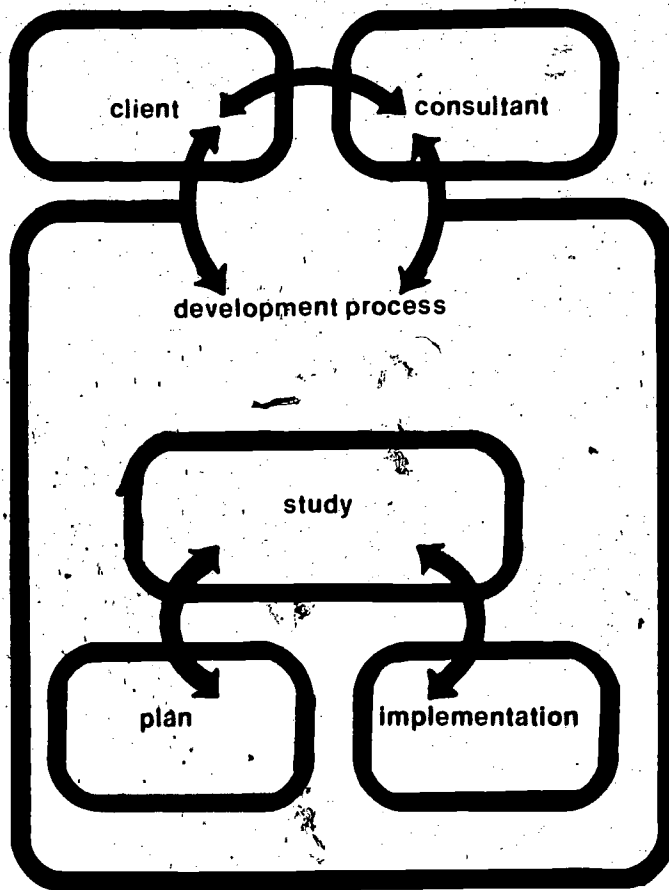 client
consultant
development process
study
plan
implementation